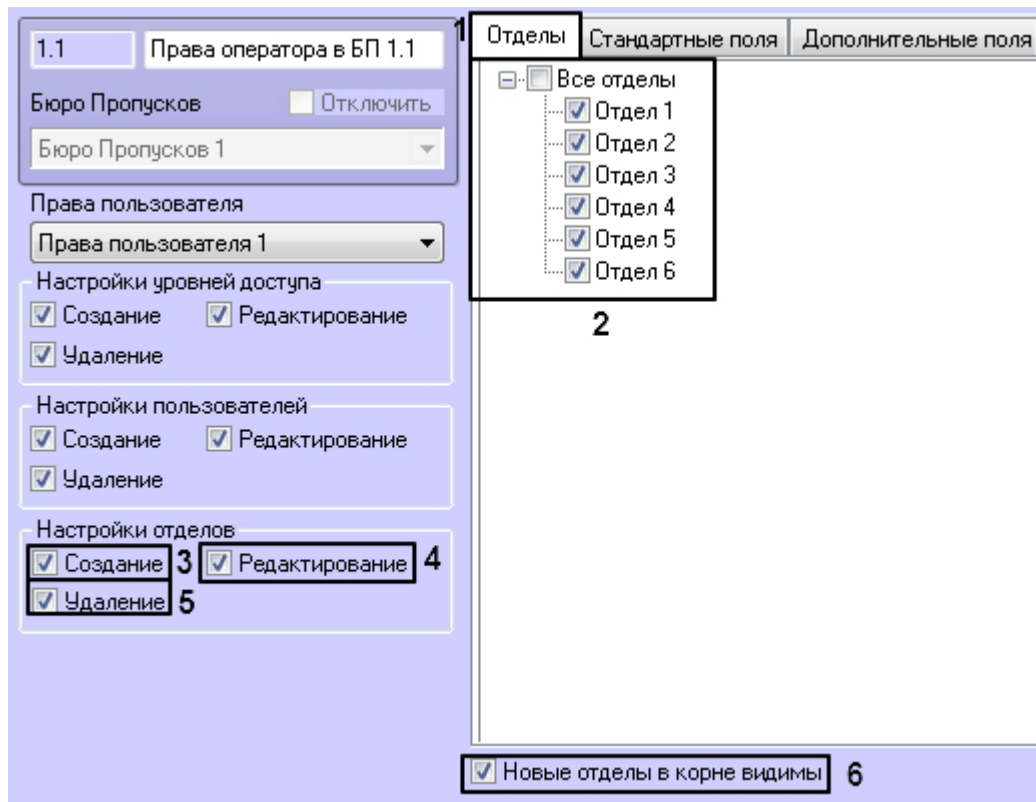 1.1 Права оператора в БП 1.1
Бюро Пропусков Отключить
Бюро Пропусков 1
Права пользователя
Права пользователя 1
Настройки уровней доступа
Создание Редактирование
Удаление
Настройки пользователей
Создание Редактирование
Удаление
Настройки отделов
Создание 3 Редактирование 4
Удаление 5
1 Отделы Стандартные поля Дополнительные поля
Все отделы
Отдел 1
Отдел 2
Отдел 3
Отдел 4
Отдел 5
Отдел 6
2
Новые отделы в корне видимы 6